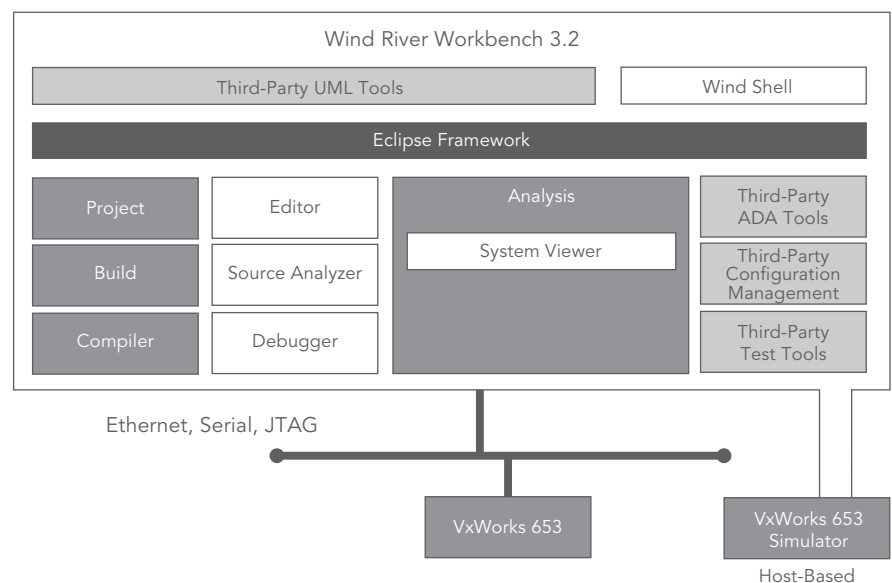 Wind River Workbench 3.2
Third-Party UML Tools
Wind Shell
Eclipse Framework
Project
Editor
Analysis
System Viewer
Third-Party
ADA Tools
Build
Source Analyzer
Third-Party
Configuration
Management
Compiler
Debugger
Third-Party
Test Tools
Ethernet, Serial, JTAG
VxWorks 653
VxWorks 653
Simulator
Host-Based